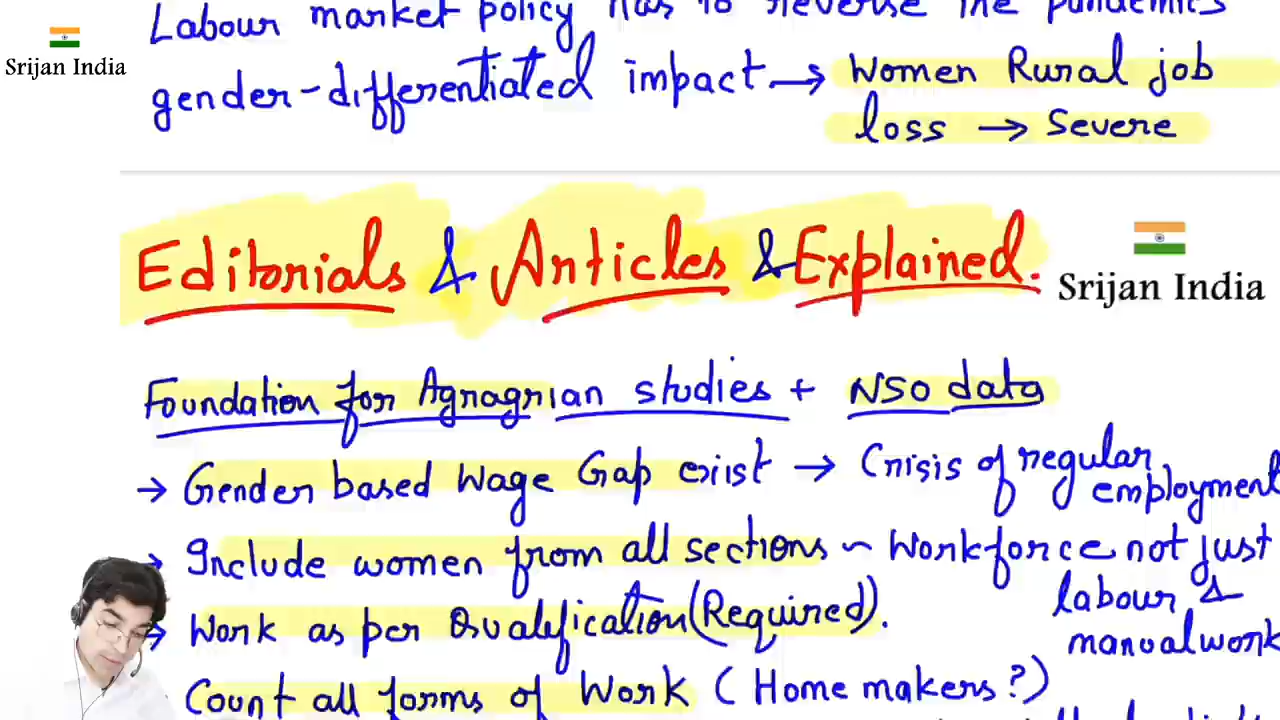 Labour market policy has to reverse the pandemic's
Srijan India
gender-differentiated impact → Women Rural job
loss → Severe
Editorials & Articles & Explained.
Srijan India
Foundation for Agragrian studies + NSO data
→ Gender based Wage Gap exist → Crisis of regular
employment
→ Include women from all sections ~ Workforce not just
labour &
→ Work as per Qualification (Required).
manual work
Count all forms of Work (Home makers?)